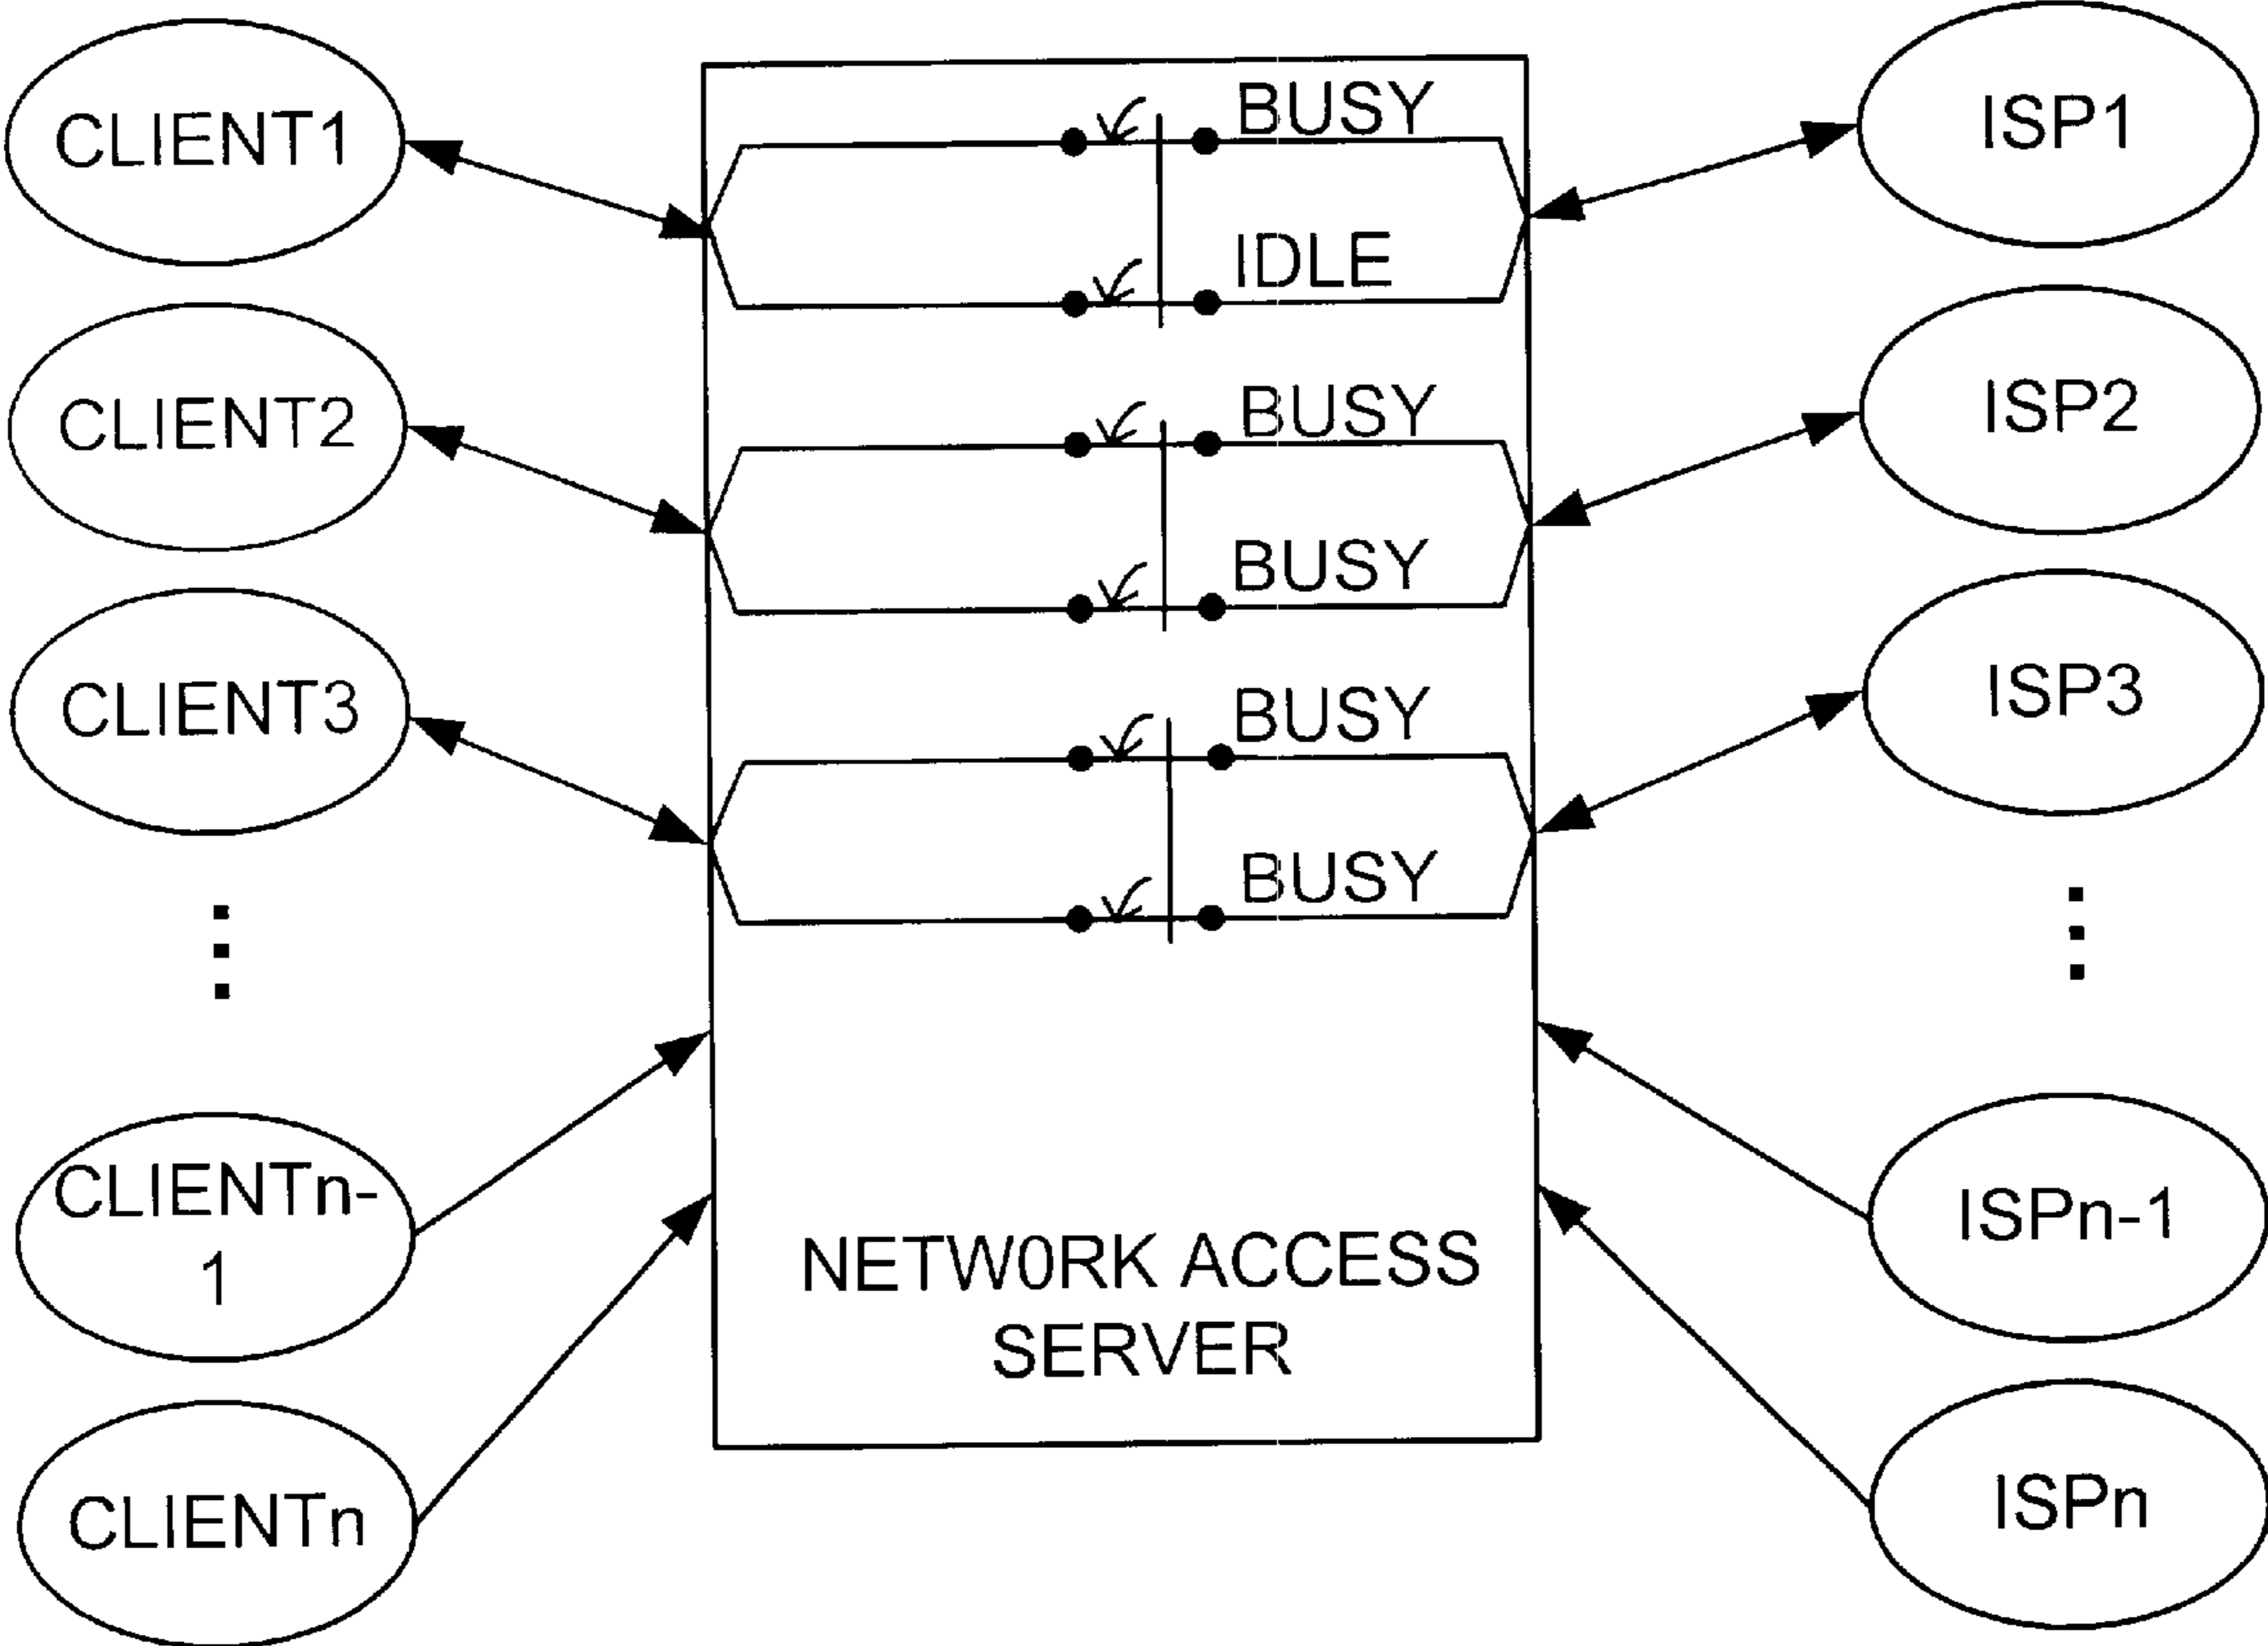 CLIENT1
BUSY
ISP1
IDLE
CLIENT2
BUSY
ISP2
BUSY
CLIENT3
BUSY
ISP3
BUSY
CLIENTn-
1
ISPn-1
NETW0RK ACCESS
SERVER
CLIENTn
ISPn